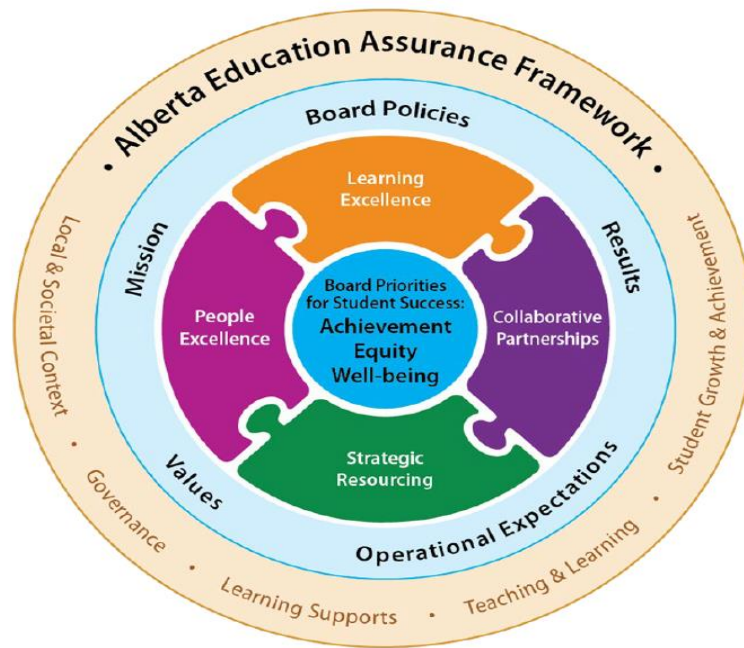 • Alberta Education Assurance Framework •
Local & Societal Context • Governance • Learning Supports • Teaching & Learning • Student Growth & Achievement
Board Policies
Mission
Results
Values
Operational Expectations
Learning
Excellence
People
Excellence
Collaborative
Partnerships
Strategic
Resourcing
Board Priorities
for Student Success:
Achievement
Equity
Well-being